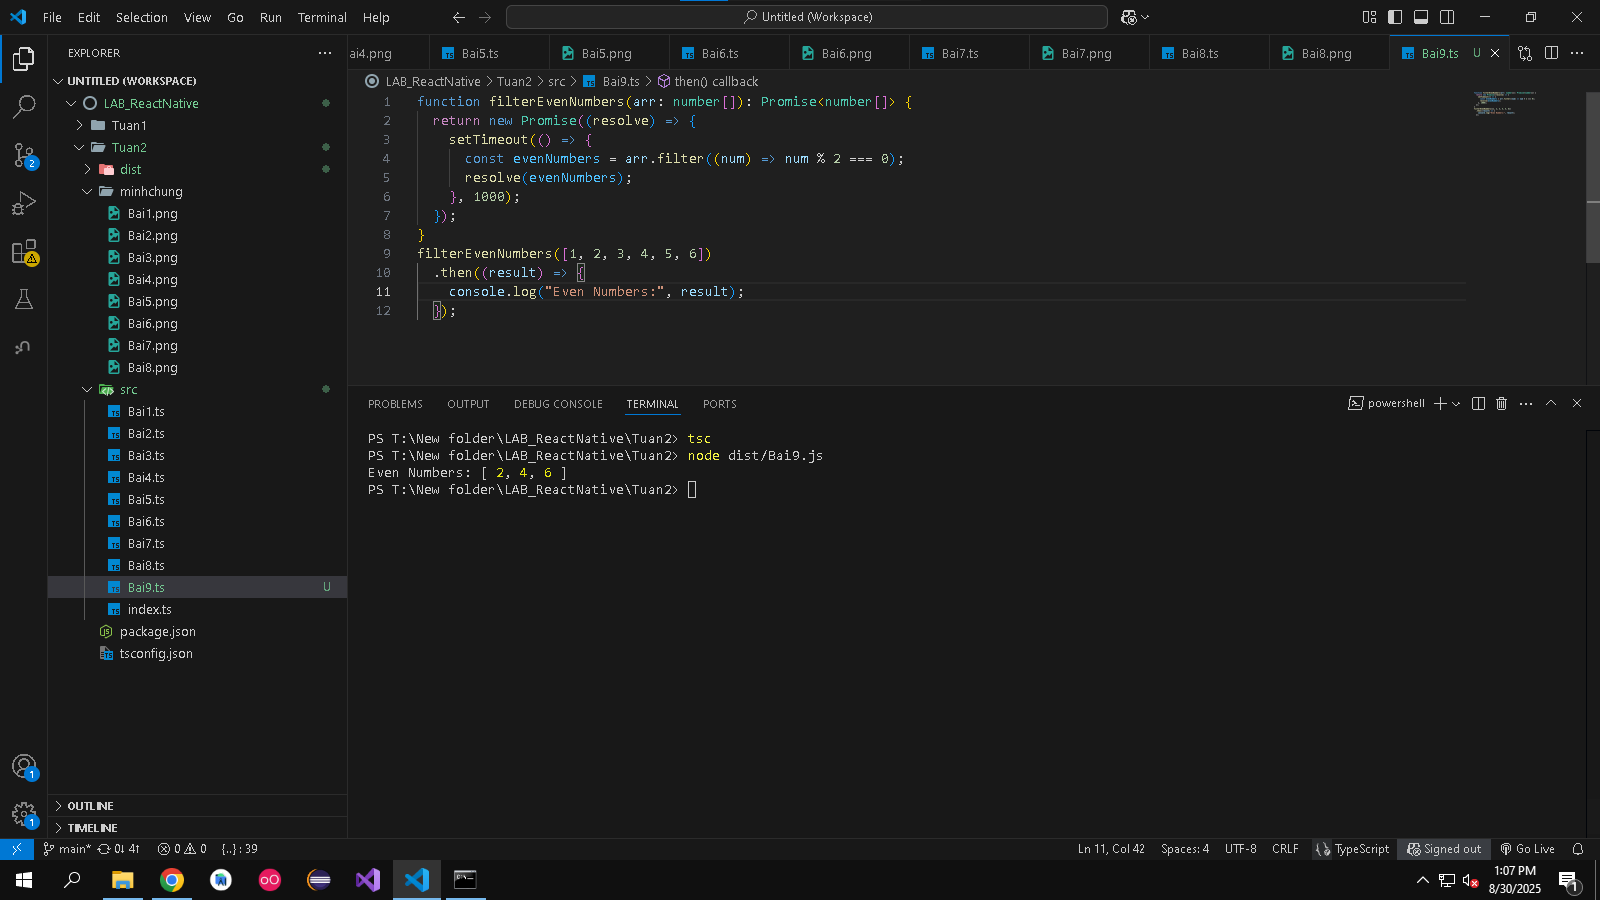 File Edit Selection View Go Run Terminal Help
Untitled (Workspace)
EXPLORER
UNTITLED (WORKSPACE)
LAB_ReactNative
Tuan1
Tuan2
dist
minhchung
Bai1.png
Bai2.png
Bai3.png
Bai4.png
Bai5.png
Bai6.png
Bai7.png
Bai8.png
src
Bai1.ts
Bai2.ts
Bai3.ts
Bai4.ts
Bai5.ts
Bai6.ts
Bai7.ts
Bai8.ts
Bai9.ts U
index.ts
package.json
tsconfig.json
OUTLINE
TIMELINE
ai4.png Bai5.ts Bai5.png Bai6.ts Bai6.png Bai7.ts Bai7.png Bai8.ts Bai8.png Bai9.ts U
LAB_ReactNative > Tuan2 > src > Bai9.ts > then() callback
1 function filterEvenNumbers(arr: number[]): Promise<number[]> {
2 return new Promise((resolve) => {
3 setTimeout(() => {
4 const evenNumbers = arr.filter((num) => num % 2 === 0);
5 resolve(evenNumbers);
6 }, 1000);
7 });
8 }
9 filterEvenNumbers([1, 2, 3, 4, 5, 6])
10 .then((result) => {
11 console.log("Even Numbers:", result);
12 });
PROBLEMS OUTPUT DEBUG CONSOLE TERMINAL PORTS
powershell
PS T:\New folder\LAB_ReactNative\Tuan2> tsc
PS T:\New folder\LAB_ReactNative\Tuan2> node dist/Bai9.js
Even Numbers: [ 2, 4, 6 ]
PS T:\New folder\LAB_ReactNative\Tuan2>
2
1
1
main* 0↓ 4↑ 0 0 {..} : 39
Ln 11, Col 42 Spaces: 4 UTF-8 CRLF TypeScript Signed out Go Live
1:07 PM
8/30/2025
1